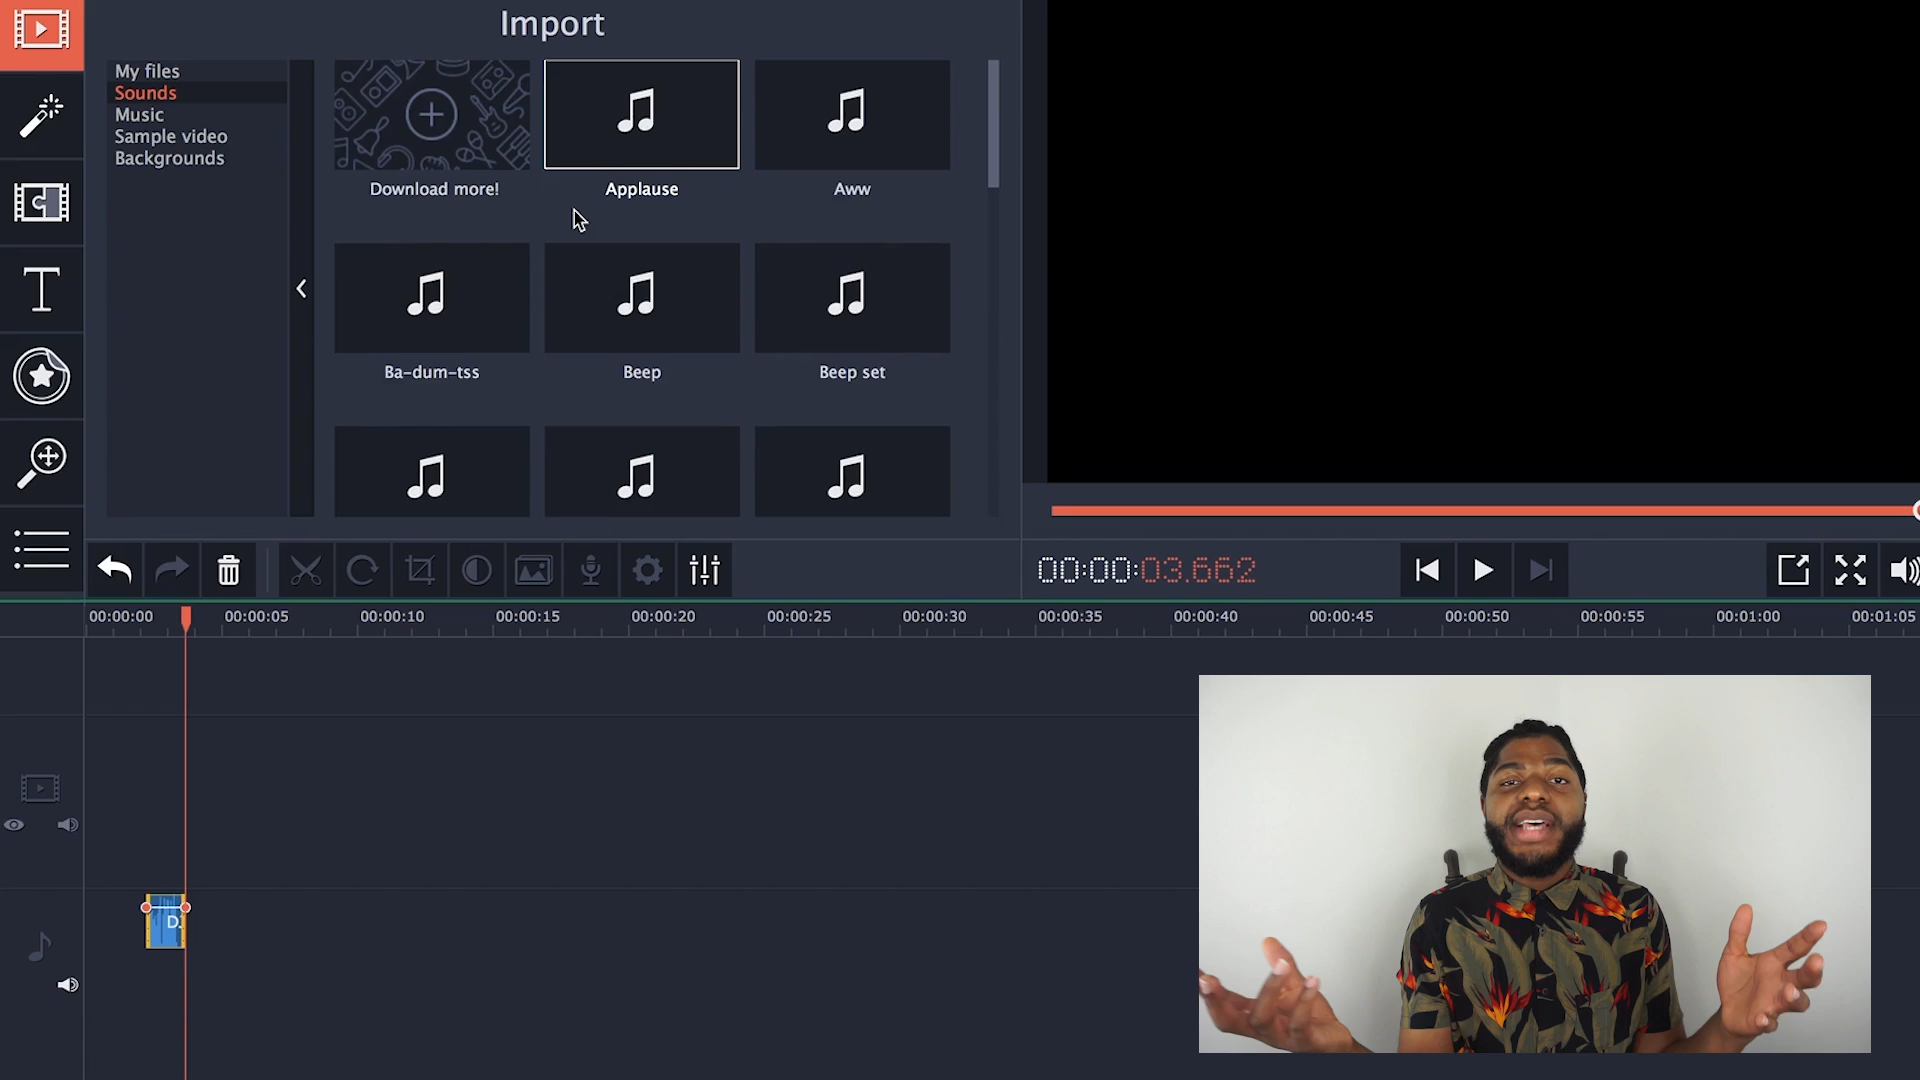 Import
My files
Sounds
Music
Sample video
Backgrounds
Download more!
Applause
Aww
Ba-dum-tss
Beep
Beep set
00:00:03.662
00:00:00 00:00:05 00:00:10 00:00:15 00:00:20 00:00:25 00:00:30 00:00:35 00:00:40 00:00:45 00:00:50 00:00:55 00:01:00 00:01:05
D.